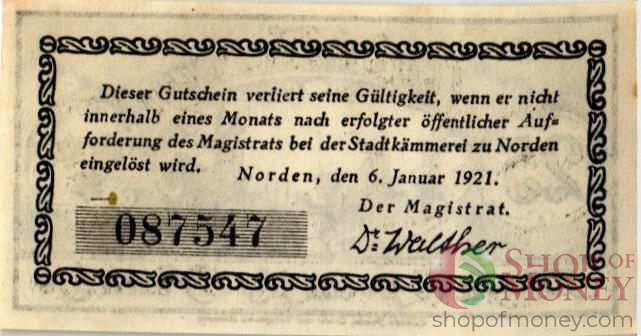 Dieser Gutschein verliert seine Gültigkeit, wenn er nicht
innerhalb eines Monats nach erfolgter öffentlicher Auf=
forderung des Magistrats bei der Stadtkämmerei zu Norden
eingelöst wird.
Norden, den 6. Januar 1921.
Der Magistrat.
087547
Dr. Walther
SHOP OF
MONEY
shopofmoney.com